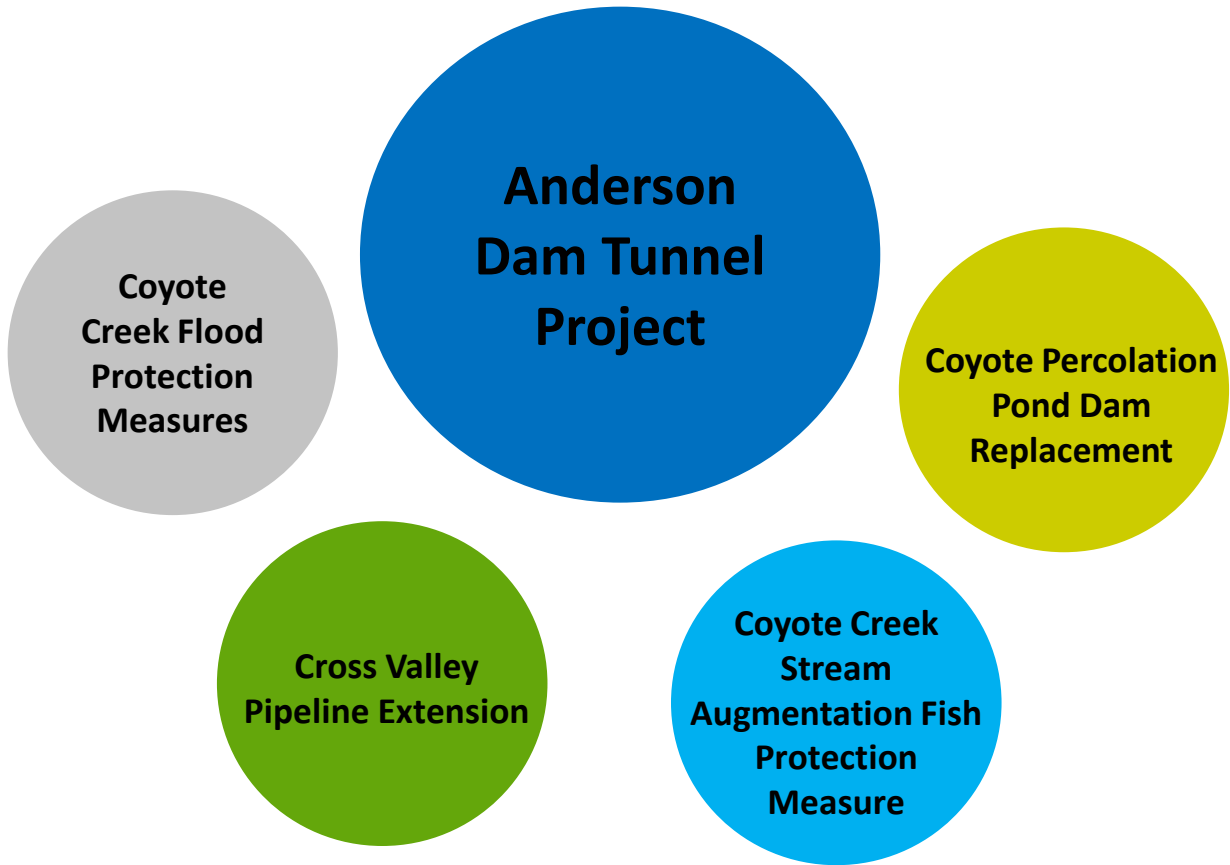 Anderson
Dam Tunnel
Project
Coyote
Creek Flood
Protection
Measures
Coyote Percolation
Pond Dam
Replacement
Cross Valley
Pipeline Extension
Coyote Creek
Stream
Augmentation Fish
Protection
Measure